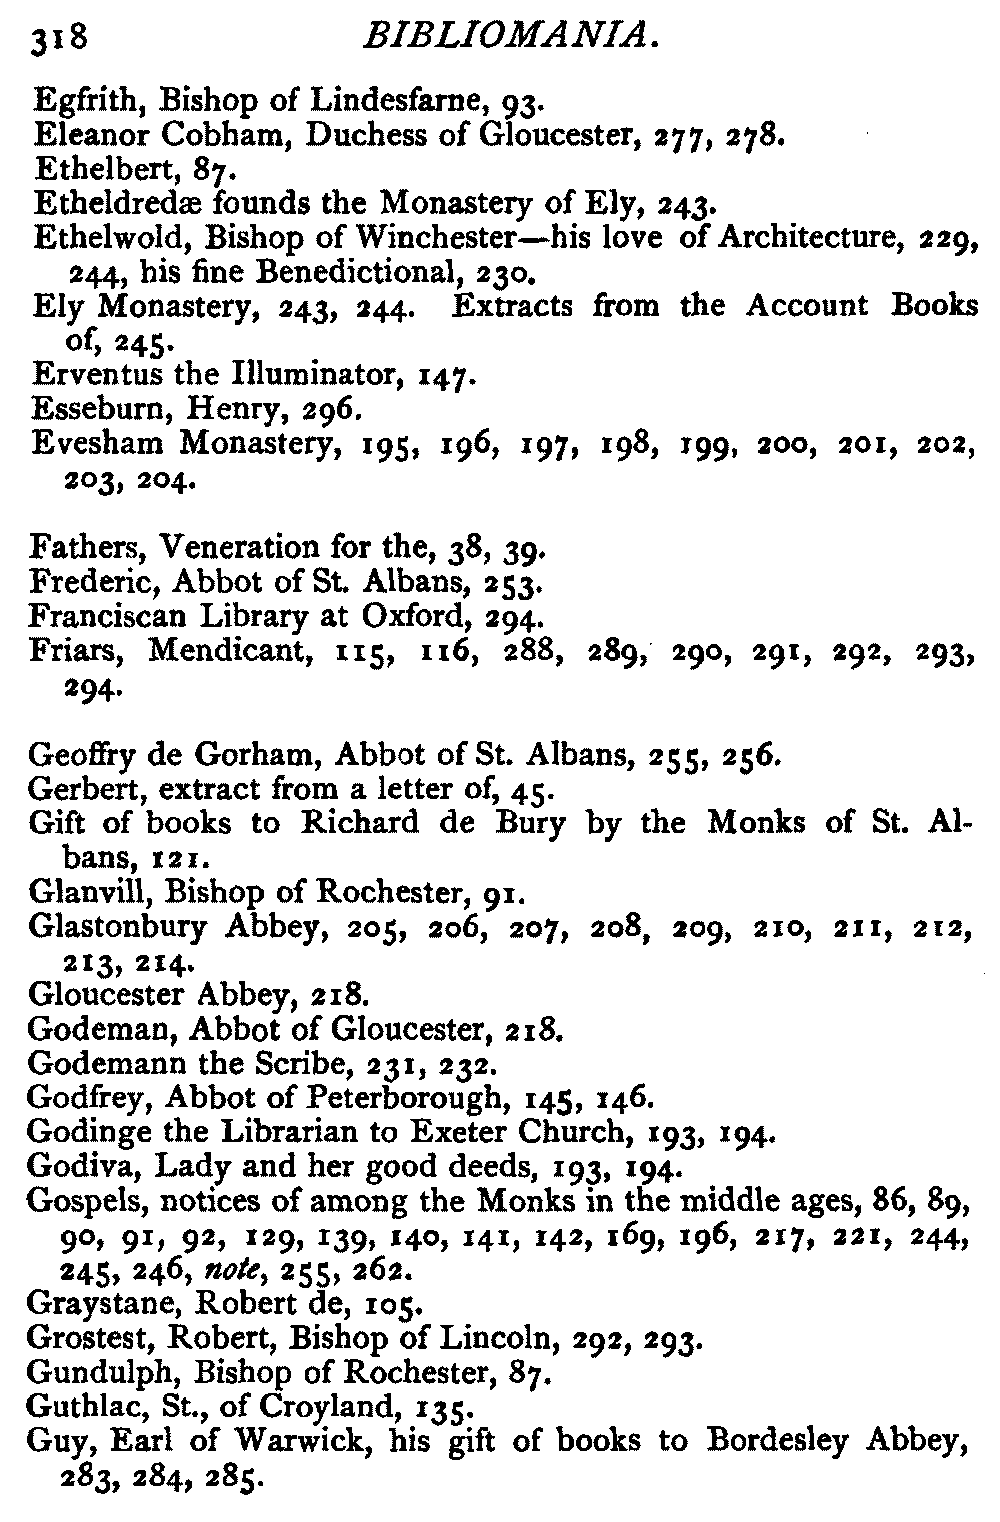 318 BIBLIOMANIA.
Egfrith, Bishop of Lindesfarne, 93.
Eleanor Cobham, Duchess of Gloucester, 277, 278.
Ethelbert, 87.
Etheldredæ founds the Monastery of Ely, 243.
Ethelwold, Bishop of Winchester—his love of Architecture, 229,
244, his fine Benedictional, 230.
Ely Monastery, 243, 244. Extracts from the Account Books
of, 245.
Erventus the Illuminator, 147.
Esseburn, Henry, 296.
Evesham Monastery, 195, 196, 197, 198, 199, 200, 201, 202,
203, 204.
Fathers, Veneration for the, 38, 39.
Frederic, Abbot of St. Albans, 253.
Franciscan Library at Oxford, 294.
Friars, Mendicant, 115, 116, 288, 289, 290, 291, 292, 293,
294.
Geoffry de Gorham, Abbot of St. Albans, 255, 256.
Gerbert, extract from a letter of, 45.
Gift of books to Richard de Bury by the Monks of St. Al-
bans, 121.
Glanvill, Bishop of Rochester, 91.
Glastonbury Abbey, 205, 206, 207, 208, 209, 210, 211, 212,
213, 214.
Gloucester Abbey, 218.
Godeman, Abbot of Gloucester, 218.
Godemann the Scribe, 231, 232.
Godfrey, Abbot of Peterborough, 145, 146.
Godinge the Librarian to Exeter Church, 193, 194.
Godiva, Lady and her good deeds, 193, 194.
Gospels, notices of among the Monks in the middle ages, 86, 89,
90, 91, 92, 129, 139, 140, 141, 142, 169, 196, 217, 221, 244,
245, 246, note, 255, 262.
Graystane, Robert de, 105.
Grostest, Robert, Bishop of Lincoln, 292, 293.
Gundulph, Bishop of Rochester, 87.
Guthlac, St., of Croyland, 135.
Guy, Earl of Warwick, his gift of books to Bordesley Abbey,
283, 284, 285.